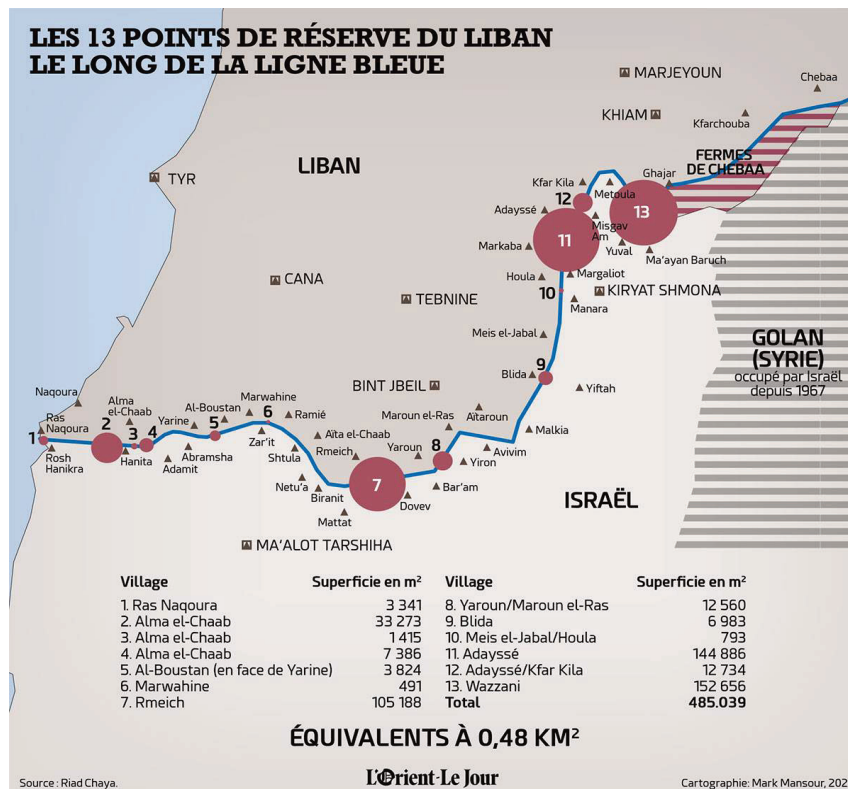 LES 13 POINTS DE RÉSERVE DU LIBAN
LE LONG DE LA LIGNE BLEUE
MARJEYOUN
Chebaa
KHIAM
Kfarchouba
LIBAN
FERMES
DE CHEBAA
TYR
Ghajar
Kfar Kila
Metoula
12
13
Adayssé
Misgav
Am
11
Markaba
Yuval
Ma'ayan Baruch
CANA
Houla
Margaliot
10
KIRYAT SHMONA
TEBNINE
Manara
Meis el-Jabal
GOLAN
(SYRIE)
occupé par Israël
depuis 1967
9
Blida
BINT JBEIL
Yiftah
Naqoura
Alma
el-Chaab
Al-Boustan
Marwahine
Maroun el-Ras
Aïtaroun
Ras
Naqoura
Yarine
6
Ramié
1
2
3
4
5
Malkia
Zar'it
Aïta el-Chaab
Rosh
Hanikra
Hanita
Adamit
Abramsha
Shtula
Rmeich
Yaroun
8
Avivim
Yiron
7
Netu'a
Biranit
Bar'am
Dovev
Mattat
ISRAËL
MA'ALOT TARSHIHA
Village Superficie en m²
1. Ras Naqoura 3 341
2. Alma el-Chaab 33 273
3. Alma el-Chaab 1 415
4. Alma el-Chaab 7 386
5. Al-Boustan (en face de Yarine) 3 824
6. Marwahine 491
7. Rmeich 105 188
Village Superficie en m²
8. Yaroun/Maroun el-Ras 12 560
9. Blida 6 983
10. Meis el-Jabal/Houla 793
11. Adayssé 144 886
12. Adayssé/Kfar Kila 12 734
13. Wazzani 152 656
Total 485.039
ÉQUIVALENTS À 0,48 KM²
Source : Riad Chaya.
L'Orient-Le Jour
Cartographie: Mark Mansour, 202